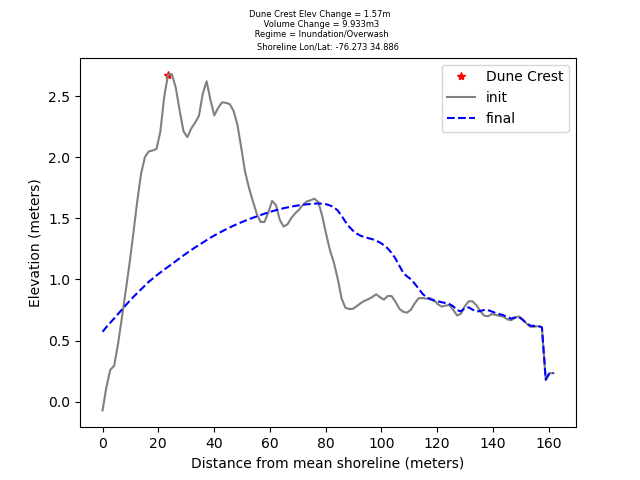 Dune Crest Elev Change = 1.57m
Volume Change = 9.933m3
Regime = Inundation/Overwash
Shoreline Lon/Lat: -76.273 34.886
Dune Crest
init
final
2.5
2.0
1.5
1.0
0.5
0.0
Elevation (meters)
0 20 40 60 80 100 120 140 160
Distance from mean shoreline (meters)